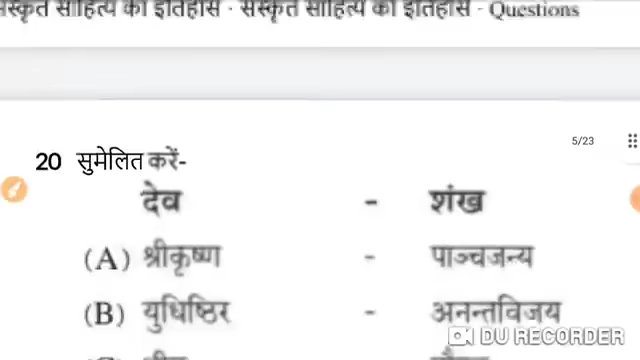 संस्कृत साहित्य का इतिहास - संस्कृत साहित्य का इतिहास - Questions
5/23
20 सुमेलित करें-
देव - शंख
(A) श्रीकृष्ण - पाञ्चजन्य
(B) युधिष्ठिर - अनन्तविजय
DU RECORDER